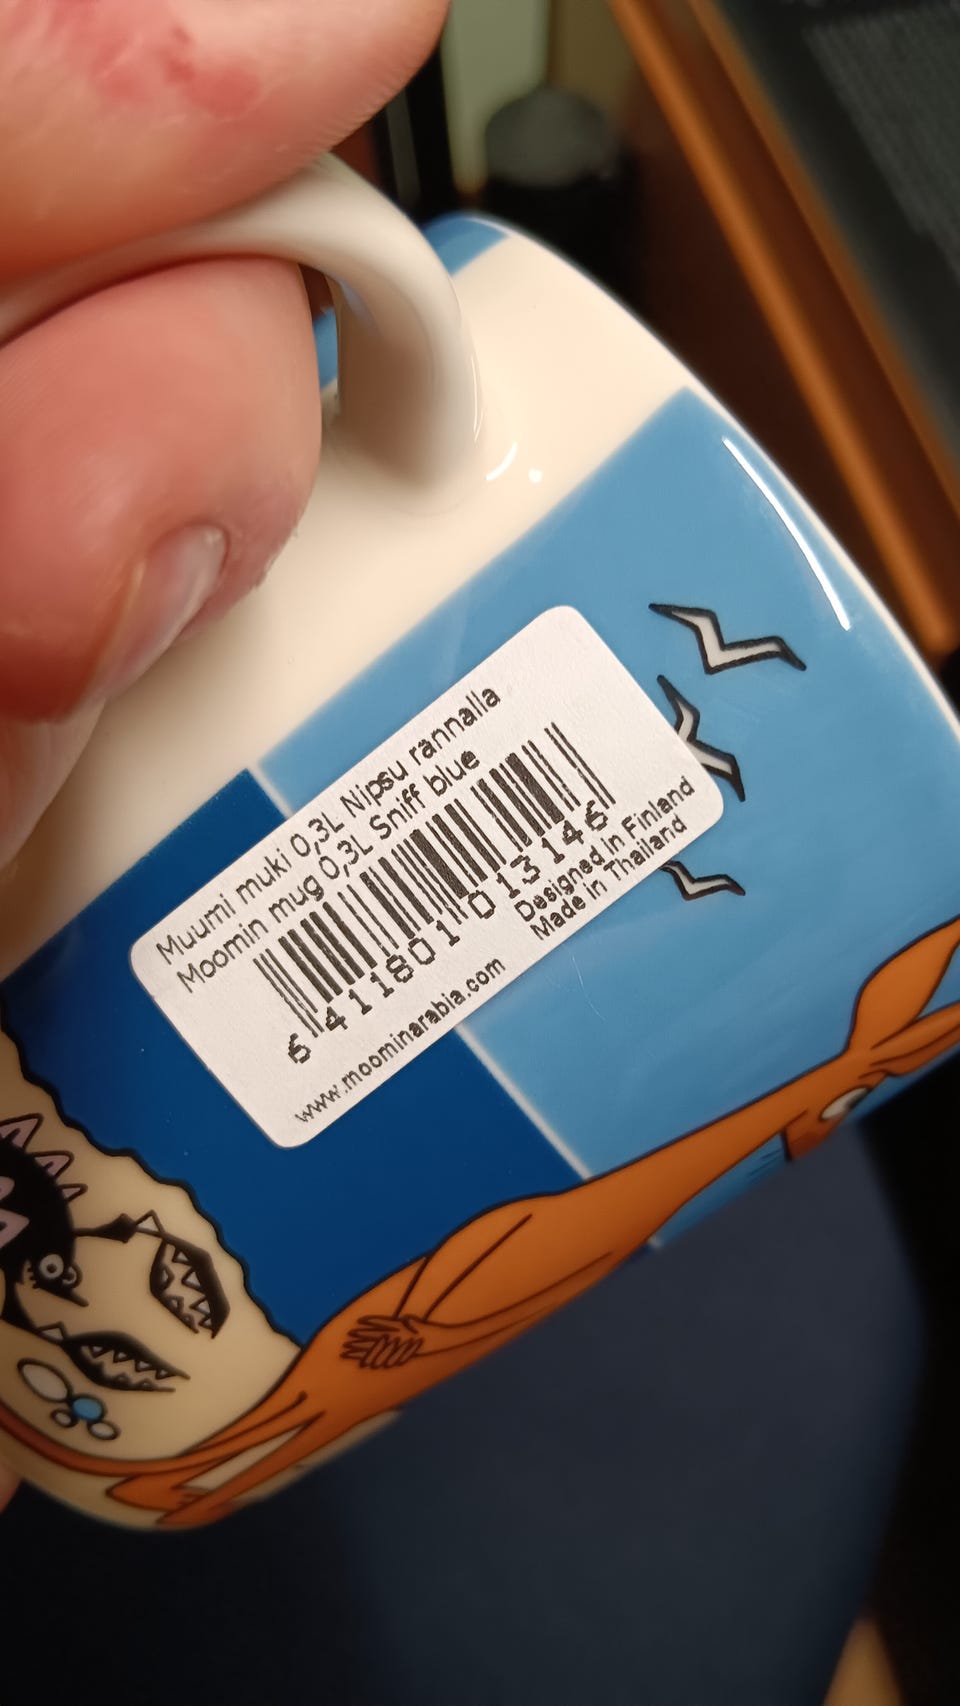 Muumi muki 0,3L Nipsu rannalla
Moomin mug 0,3L Sniff blue
6 411801 013146
Designed in Finland
Made in Thailand
www.moominarabia.com